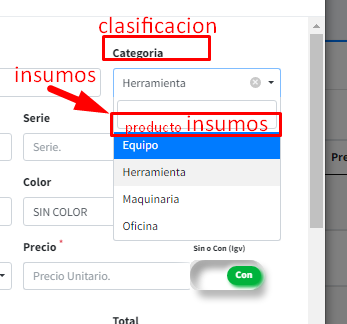 clasificacion
Categoria
insumos
Herramienta
producto insumos
Serie
Equipo
Serie.
Herramienta
Color
Maquinaria
SIN COLOR
Oficina
Precio *
Sin o Con (Igv)
Precio Unitario.
Con
Total
Pre